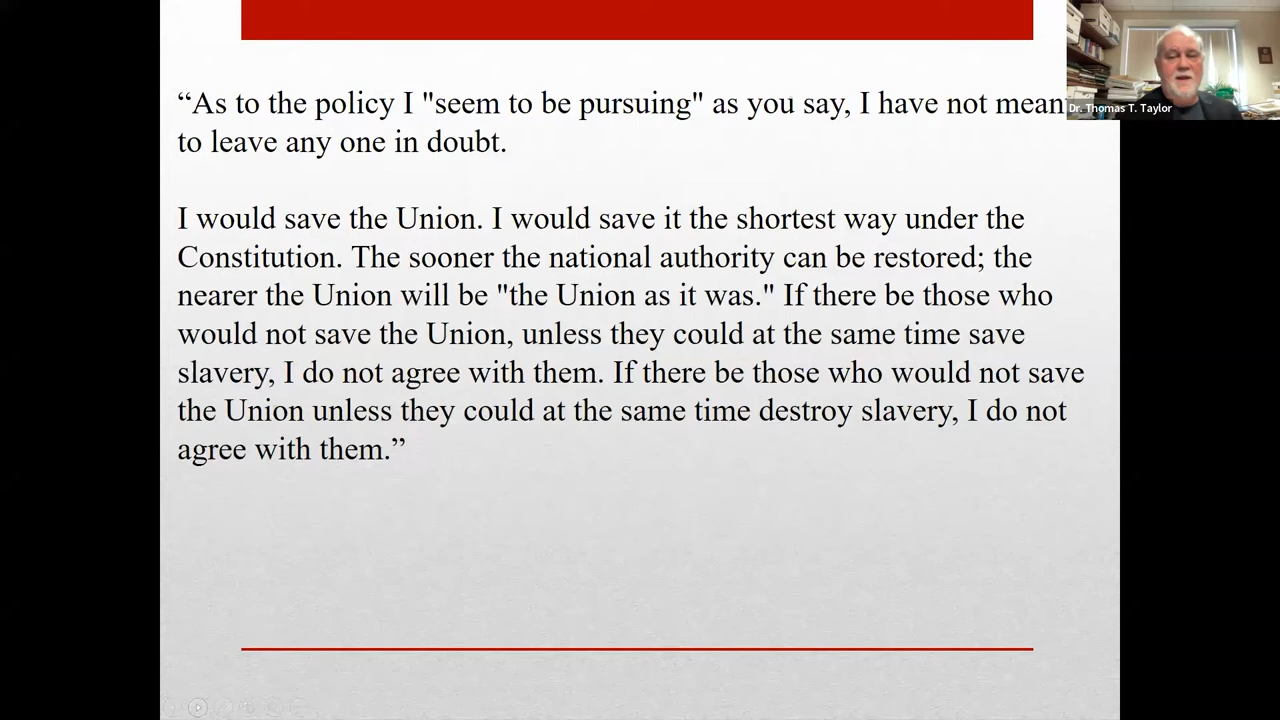 “As to the policy I "seem to be pursuing" as you say, I have not mean
to leave any one in doubt.
I would save the Union. I would save it the shortest way under the
Constitution. The sooner the national authority can be restored; the
nearer the Union will be "the Union as it was." If there be those who
would not save the Union, unless they could at the same time save
slavery, I do not agree with them. If there be those who would not save
the Union unless they could at the same time destroy slavery, I do not
agree with them.”
Dr. Thomas T. Taylor